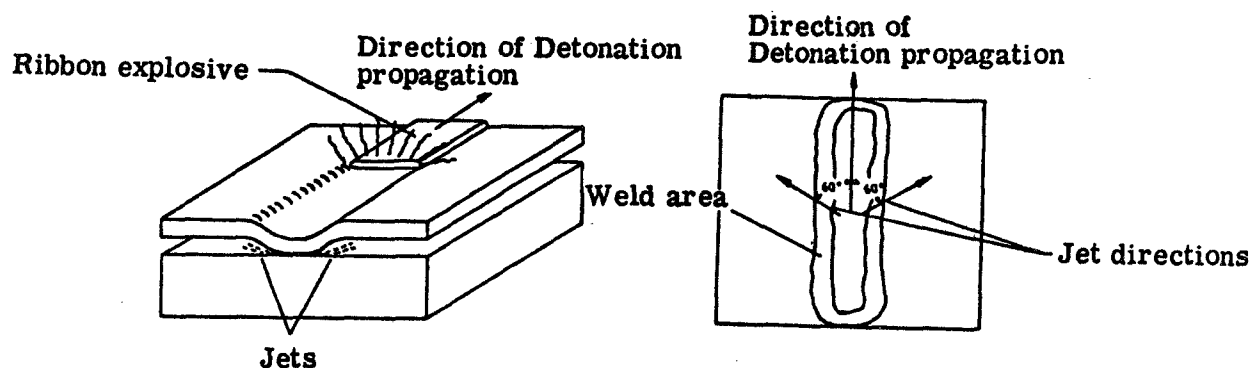 Ribbon explosive
Direction of Detonation
propagation
Jets
Direction of
Detonation propagation
60° 60°
Weld area
Jet directions